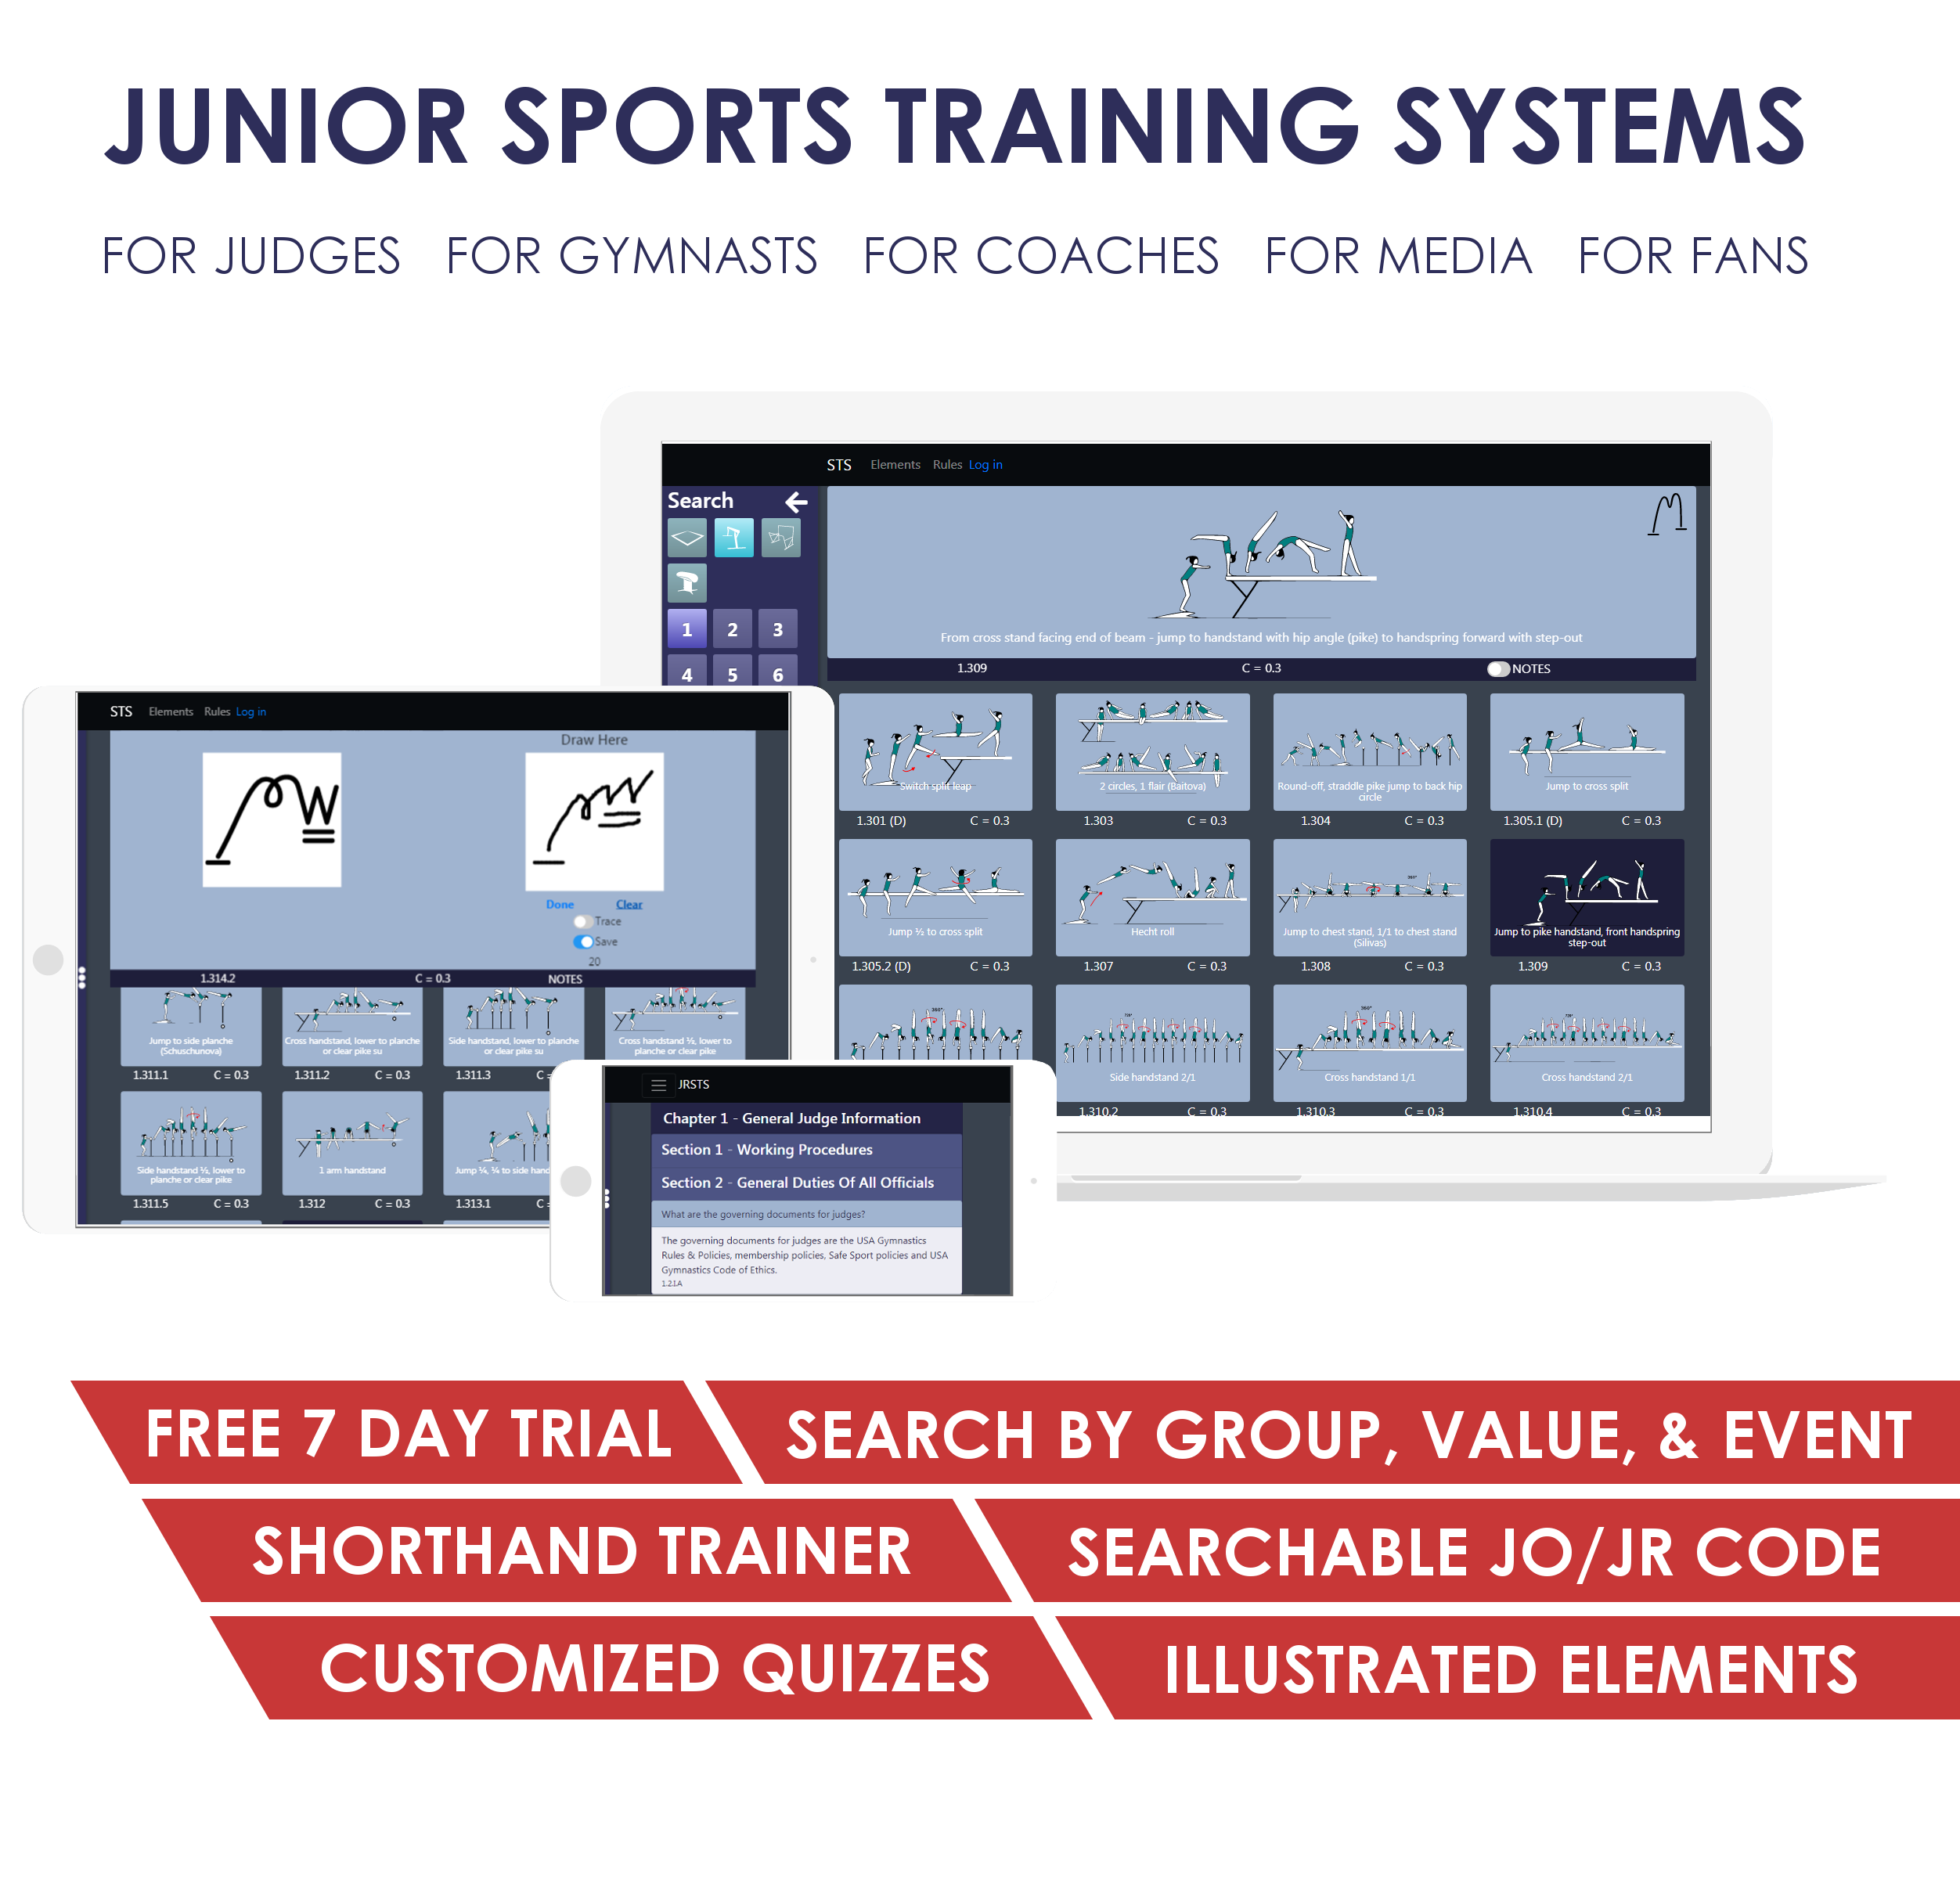 JUNIOR SPORTS TRAINING SYSTEMS
FOR JUDGES FOR GYMNASTS FOR COACHES FOR MEDIA FOR FANS
STS Elements Rules Log in
Search
1 2 3
4 5 6
From cross stand facing end of beam - jump to handstand with hip angle (pike) to handspring forward with step-out
1.309 C = 0.3 NOTES
Switch split leap
1.301 (D) C = 0.3
2 circles, 1 flair (Baitova)
1.303 C = 0.3
Round-off, straddle pike jump to back hip
circle
1.304 C = 0.3
Jump to cross split
1.305.1 (D) C = 0.3
Jump ½ to cross split
1.305.2 (D) C = 0.3
Hecht roll
1.307 C = 0.3
360°
Jump to chest stand, 1/1 to chest stand
(Silivas)
1.308 C = 0.3
Jump to pike handstand, front handspring
step-out
1.309 C = 0.3
360°
Side handstand 2/1
1.310.2 C = 0.3
360°
Cross handstand 1/1
1.310.3 C = 0.3
Cross handstand 2/1
1.310.4 C = 0.3
STS Elements Rules Log in
Draw Here
W
Done Clear
Trace
Save
20
1.314.2 C = 0.3 NOTES
Jump to side planche
(Schuschunova)
1.311.1 C = 0.3
Cross handstand, lower to planche
or clear pike su
1.311.2 C = 0.3
Side handstand, lower to planche
or clear pike su
1.311.3 C =
Cross handstand ½, lower to
planche or clear pike
Side handstand ½, lower to
planche or clear pike
1.311.5 C = 0.3
1 arm handstand
1.312 C = 0.3
Jump ¼, ¾ to side hand
1.313.1 C =
JRSTS
Chapter 1 - General Judge Information
Section 1 - Working Procedures
Section 2 - General Duties Of All Officials
What are the governing documents for judges?
The governing documents for judges are the USA Gymnastics
Rules & Policies, membership policies, Safe Sport policies and USA
Gymnastics Code of Ethics.
1.2.1.A
FREE 7 DAY TRIAL
SEARCH BY GROUP, VALUE, & EVENT
SHORTHAND TRAINER
SEARCHABLE JO/JR CODE
CUSTOMIZED QUIZZES
ILLUSTRATED ELEMENTS